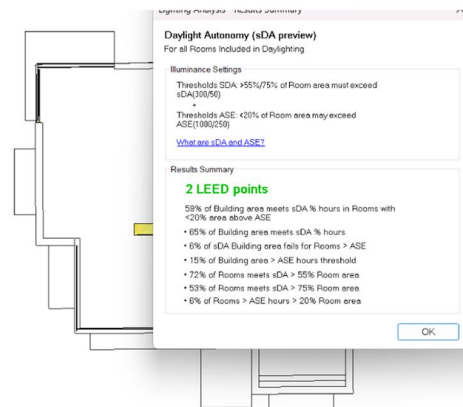 Lighting Analysis - Results Summary
Daylight Autonomy (sDA preview)
For all Rooms Included in Daylighting
Illuminance Settings
Thresholds SDA: >55%/75% of Room area must exceed
sDA(300/50)
+
Thresholds ASE: <20% of Room area may exceed
ASE(1000/250)
What are sDA and ASE?
Results Summary
2 LEED points
59% of Building area meets sDA % hours in Rooms with
<20% area above ASE
• 65% of Building area meets sDA % hours
• 6% of sDA Building area fails for Rooms > ASE
• 15% of Building area > ASE hours threshold
• 72% of Rooms meets sDA > 55% Room area
• 53% of Rooms meets sDA > 75% Room area
• 6% of Rooms > ASE hours > 20% Room area
OK